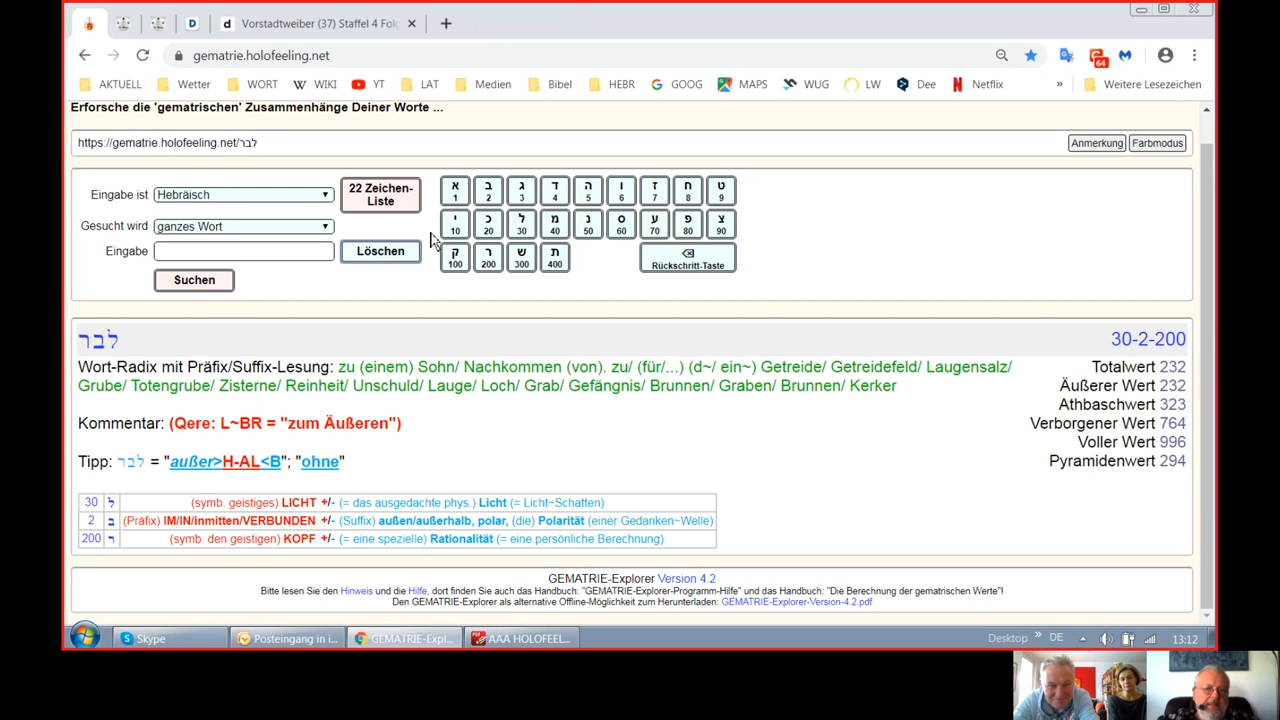 Vorstadtweiber (37) Staffel 4 Folg
gematrie.holofeeling.net
64
AKTUELL Wetter WORT WIKI YT LAT Medien Bibel HEBR GOOG MAPS WUG LW Dee Netflix » Weitere Lesezeichen
Erforsche die 'gematrischen' Zusammenhänge Deiner Worte ...
https://gematrie.holofeeling.net/לבר Anmerkung Farbmodus
Eingabe ist Hebräisch 22 Zeichen-Liste
Gesucht wird ganzes Wort
Eingabe Löschen
Suchen
א ב ג ד ה ו ז ח ט
1 2 3 4 5 6 7 8 9
י כ ל מ נ ס ע פ צ
10 20 30 40 50 60 70 80 90
ק ר ש ת
100 200 300 400 Rückschritt-Taste
לבר 30-2-200
Wort-Radix mit Präfix/Suffix-Lesung: zu (einem) Sohn/ Nachkommen (von). zu/ (für/...) (d~/ ein~) Getreide/ Getreidefeld/ Laugensalz/
Grube/ Totengrube/ Zisterne/ Reinheit/ Unschuld/ Lauge/ Loch/ Grab/ Gefängnis/ Brunnen/ Graben/ Brunnen/ Kerker
Totalwert 232
Äußerer Wert 232
Athbaschwert 323
Verborgener Wert 764
Voller Wert 996
Pyramidenwert 294
Kommentar: (Qere: L~BR = "zum Äußeren")
Tipp: לבר = "außer>H-AL<B"; "ohne"
30 ל (symb. geistiges) LICHT +/- (= das ausgedachte phys.) Licht (= Licht~Schatten)
2 ב (Präfix) IM/IN/inmitten/VERBUNDEN +/- (Suffix) außen/außerhalb, polar, (die) Polarität (einer Gedanken~Welle)
200 ר (symb. den geistigen) KOPF +/- (= eine spezielle) Rationalität (= eine persönliche Berechnung)
GEMATRIE-Explorer Version 4.2
Bitte lesen Sie den Hinweis und die Hilfe, dort finden Sie auch das Handbuch: "GEMATRIE-Explorer-Programm-Hilfe" und das Handbuch: "Die Berechnung der gematrischen Werte"!
Den GEMATRIE-Explorer als alternative Offline-Möglichkeit zum Herunterladen: GEMATRIE-Explorer-Version-4.2.pdf
Skype Posteingang in i... GEMATRIE-Expl... AAA HOLOFEEL... Desktop » DE 13:12